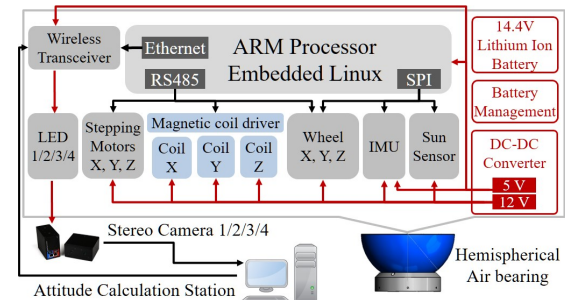 Wireless
Transceiver
Ethernet
ARM Processor
Embedded Linux
RS485
SPI
14.4V
Lithium Ion
Battery
Battery
Management
LED
1/2/3/4
Stepping
Motors
X, Y, Z
Magnetic coil driver
Coil
X
Coil
Y
Coil
Z
Wheel
X, Y, Z
IMU
Sun
Sensor
DC-DC
Converter
5 V
12 V
Stereo Camera 1/2/3/4
Attitude Calculation Station
Hemispherical
Air bearing